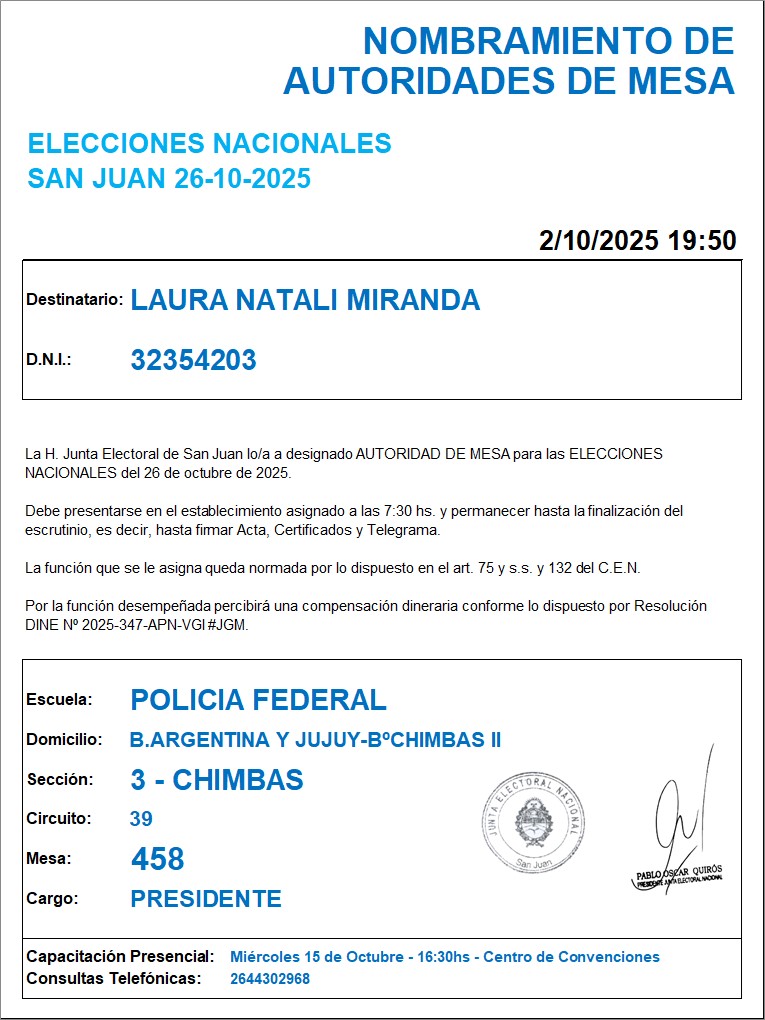 NOMBRAMIENTO DE
AUTORIDADES DE MESA
ELECCIONES NACIONALES
SAN JUAN 26-10-2025
2/10/2025 19:50
Destinatario: LAURA NATALI MIRANDA
D.N.I.: 32354203
La H. Junta Electoral de San Juan lo/a a designado AUTORIDAD DE MESA para las ELECCIONES
NACIONALES del 26 de octubre de 2025.
Debe presentarse en el establecimiento asignado a las 7:30 hs. y permanecer hasta la finalización del
escrutinio, es decir, hasta firmar Acta, Certificados y Telegrama.
La función que se le asigna queda normada por lo dispuesto en el art. 75 y s.s. y 132 del C.E.N.
Por la función desempeñada percibirá una compensación dineraria conforme lo dispuesto por Resolución
DINE Nº 2025-347-APN-VGI#JGM.
Escuela: POLICIA FEDERAL
Domicilio: B.ARGENTINA Y JUJUY-BºCHIMBAS II
Sección: 3 - CHIMBAS
Circuito: 39
Mesa: 458
Cargo: PRESIDENTE
JUNTA ELECTORAL NACIONAL
San Juan
PABLO OSCAR QUIRÓS
PRESIDENTE JUNTA ELECTORAL NACIONAL
Capacitación Presencial: Miércoles 15 de Octubre - 16:30hs - Centro de Convenciones
Consultas Telefónicas: 2644302968